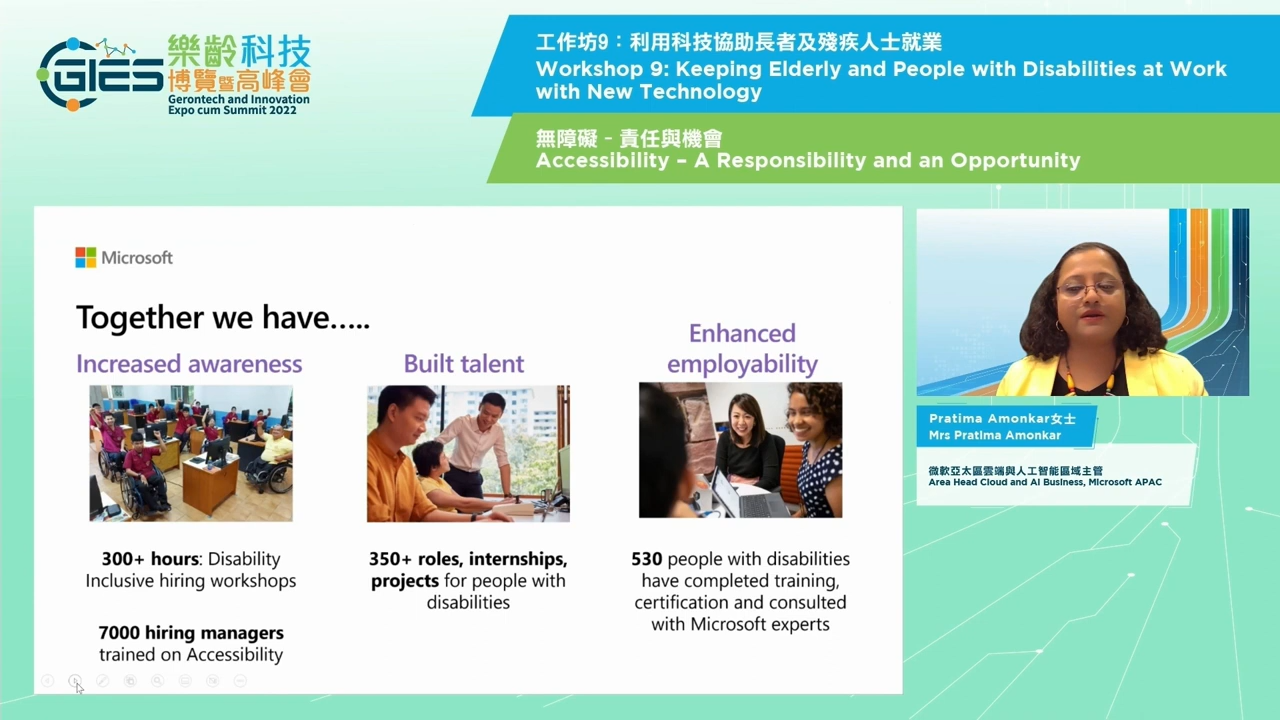 GIES
樂齡科技
博覽暨高峰會
Gerontech and Innovation
Expo cum Summit 2022
工作坊9：利用科技協助長者及殘疾人士就業
Workshop 9: Keeping Elderly and People with Disabilities at Work
with New Technology
無障礙 - 責任與機會
Accessibility – A Responsibility and an Opportunity
Microsoft
Together we have.....
Increased awareness
300+ hours: Disability
Inclusive hiring workshops
7000 hiring managers
trained on Accessibility
Built talent
350+ roles, internships,
projects for people with
disabilities
Enhanced
employability
530 people with disabilities
have completed training,
certification and consulted
with Microsoft experts
Pratima Amonkar女士
Mrs Pratima Amonkar
微軟亞太區雲端與人工智能區域主管
Area Head Cloud and AI Business, Microsoft APAC